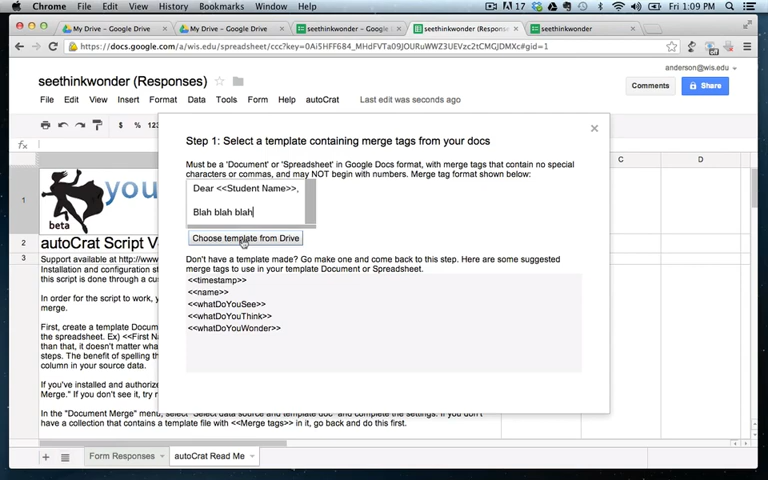 Chrome File Edit View History Bookmarks Window Help 17 Fri 1:09 PM
My Drive – Google Drive My Drive – Google Drive seethinkwonder – Google seethinkwonder (Respons seethinkwonder
https://docs.google.com/a/wis.edu/spreadsheet/ccc?key=0Ai5HFF684_MHdFVTa09JOURuWWZ3UEVzc2tCMGJDMXc#gid=1
anderson@wis.edu
seethinkwonder (Responses)
Comments Share
File Edit View Insert Format Data Tools Form Help autoCrat Last edit was seconds ago
$ % 123
fx
C D
1
you
beta
Step 1: Select a template containing merge tags from your docs
Must be a 'Document' or 'Spreadsheet' in Google Docs format, with merge tags that contain no special
characters or commas, and may NOT begin with numbers. Merge tag format shown below:
Dear <<Student Name>>,
Blah blah blah
Choose template from Drive
Don't have a template made? Go make one and come back to this step. Here are some suggested
merge tags to use in your template Document or Spreadsheet.
<<timestamp>>
<<name>>
<<whatDoYouSee>>
<<whatDoYouThink>>
<<whatDoYouWonder>>
2 autoCrat Script V
3 Support available at http://www
Installation and configuration s
this script is done through a cus
In order for the script to work, y
merge.
First, create a template Docum
the spreadsheet. Ex) <<First N
than that, it doesn't matter wha
steps. The benefit of spelling th
column in your source data.
If you've installed and authoriz
Merge." If you don't see it, try r
In the "Document Merge" menu, select "Select data source and template doc" and complete the settings. If you don't
have a collection that contains a template file with <<Merge tags>> in it, go back and do this first.
Form Responses autoCrat Read Me